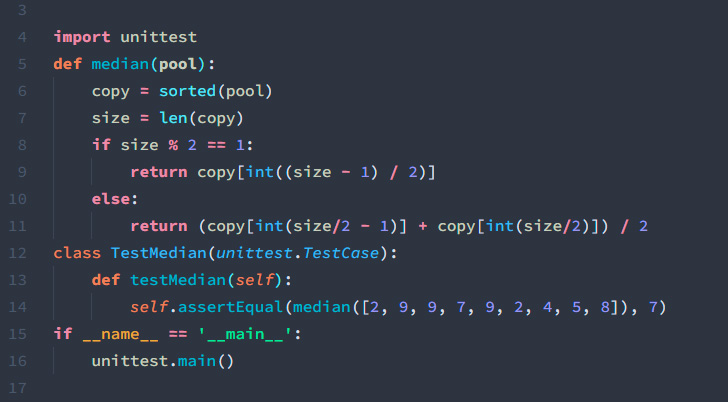 3
4 import unittest
5 def median(pool):
6     copy = sorted(pool)
7     size = len(copy)
8     if size % 2 == 1:
9         return copy[int((size - 1) / 2)]
10     else:
11         return (copy[int(size/2 - 1)] + copy[int(size/2)]) / 2
12 class TestMedian(unittest.TestCase):
13     def testMedian(self):
14         self.assertEqual(median([2, 9, 9, 7, 9, 2, 4, 5, 8]), 7)
15 if __name__ == '__main__':
16     unittest.main()
17